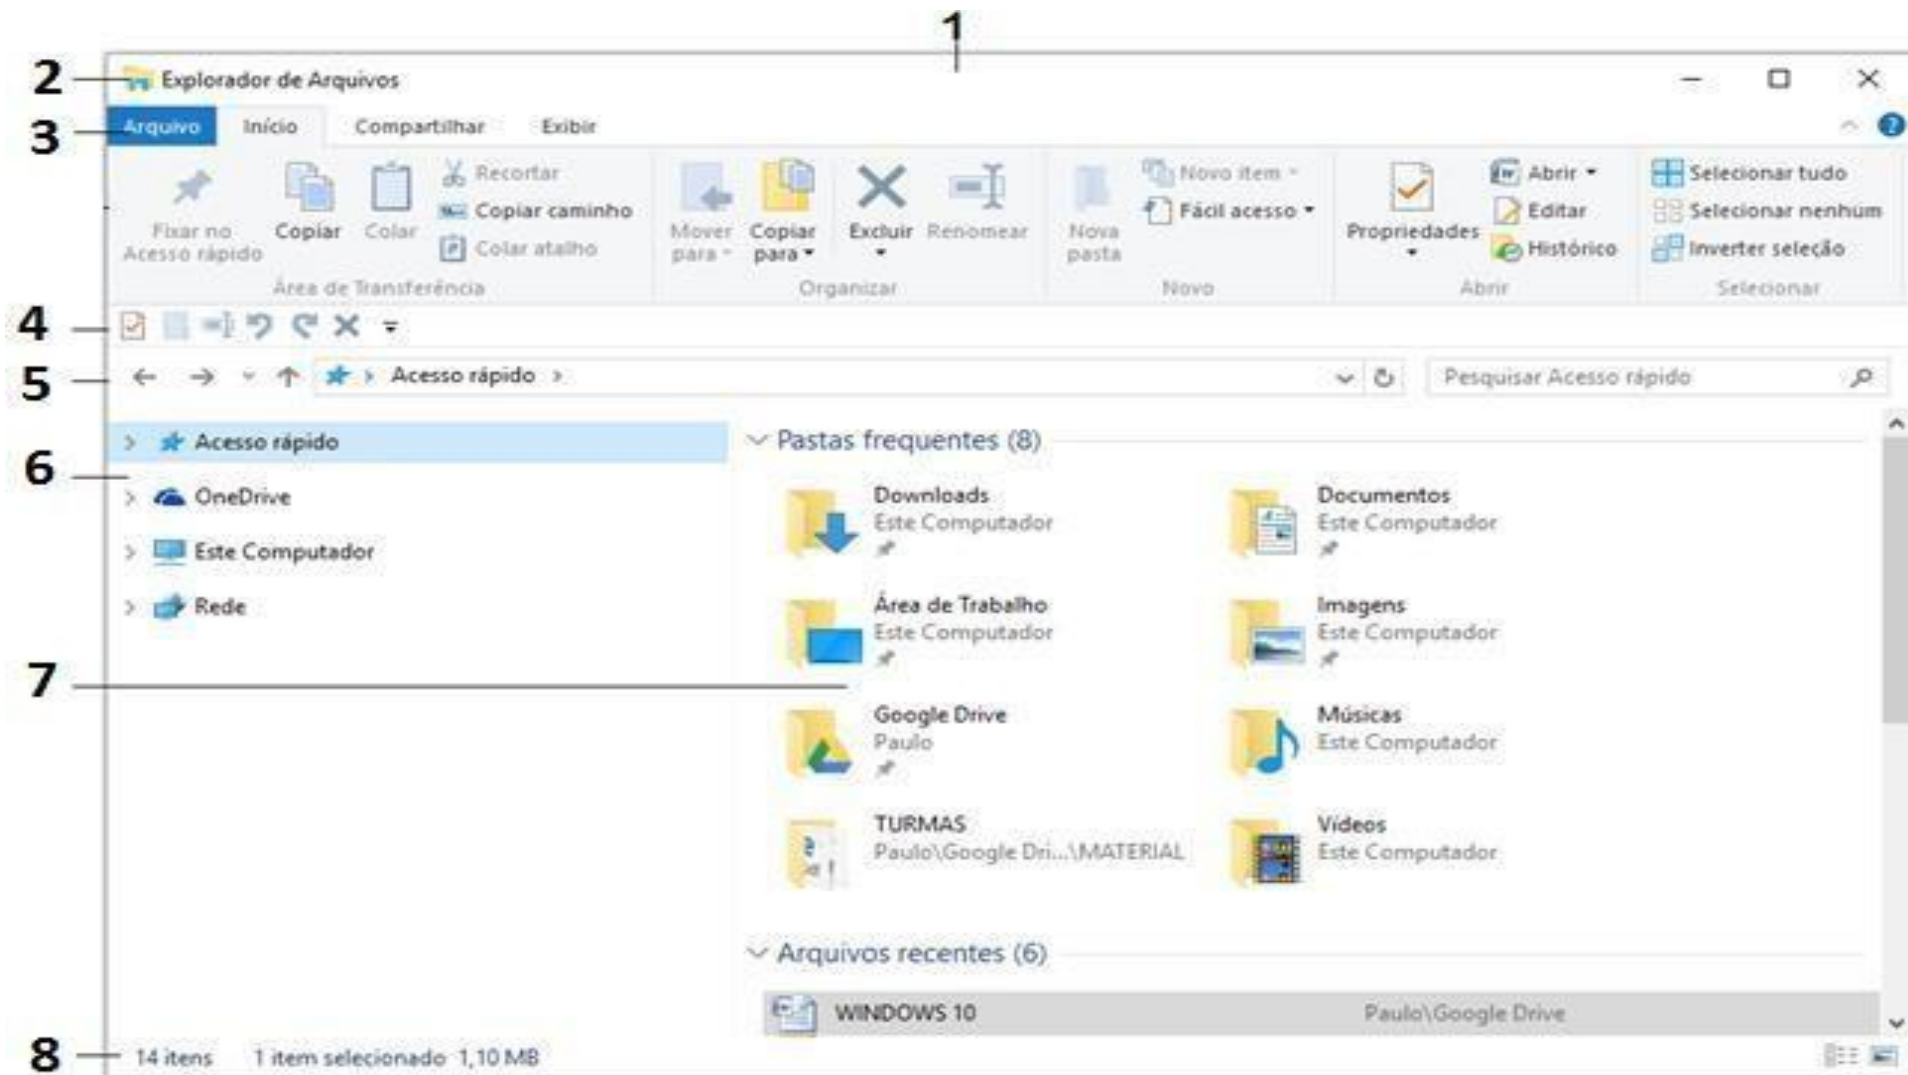 1
2 Explorador de Arquivos
3 Arquivo Início Compartilhar Exibir
Fixar no Acesso rápido
Copiar
Colar
Recortar
Copiar caminho
Colar atalho
Área de Transferência
Mover para
Copiar para
Excluir
Renomear
Organizar
Nova pasta
Novo item
Fácil acesso
Novo
Propriedades
Abrir
Editar
Histórico
Abrir
Selecionar tudo
Selecionar nenhum
Inverter seleção
Selecionar
4
5 Acesso rápido Pesquisar Acesso rápido
Acesso rápido
6
OneDrive
Este Computador
Rede
7
Pastas frequentes (8)
Downloads
Este Computador
Documentos
Este Computador
Área de Trabalho
Este Computador
Imagens
Este Computador
Google Drive
Paulo
Músicas
Este Computador
TURMAS
Paulo\Google Dri...\MATERIAL
Vídeos
Este Computador
Arquivos recentes (6)
WINDOWS 10 Paulo\Google Drive
8 14 itens 1 item selecionado 1,10 MB